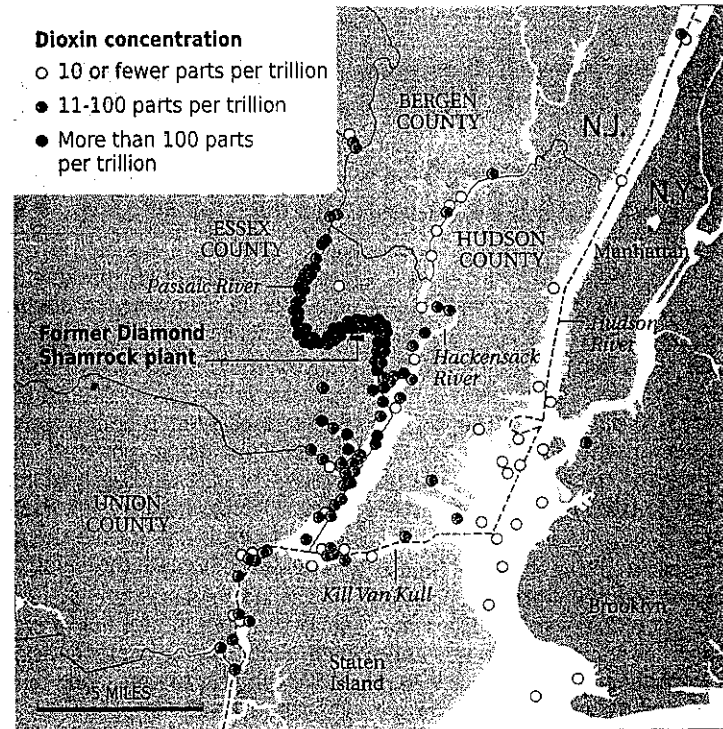 Dioxin concentration
10 or fewer parts per trillion
11-100 parts per trillion
More than 100 parts
per trillion
BERGEN
COUNTY
N.J.
N.Y.
ESSEX
COUNTY
HUDSON
COUNTY
Manhattan
Passaic River
Former Diamond
Shamrock plant
Hudson
River
Hackensack
River
UNION
COUNTY
Kill Van Kull
Brooklyn
Staten
Island
5 MILES